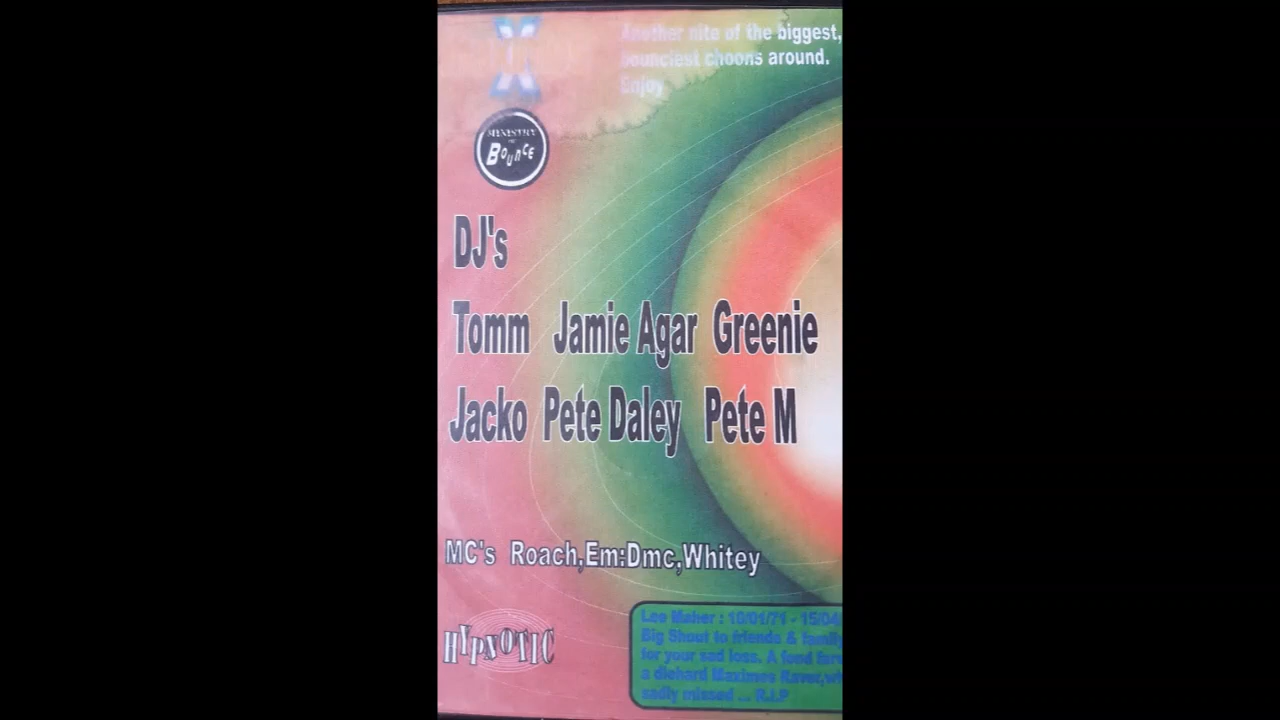 Another nite of the biggest,
bounciest choons around.
Enjoy
MINISTRY
OF
BOUNCE
DJ's
Tomm Jamie Agar Greenie
Jacko Pete Daley Pete M
MC's Roach,Em:Dmc,Whitey
HYPNOTIC
Lee Maher : 10/01/71 - 15/04
Big Shout to friends & family
for your sad loss. A fond fare
a diehard Maximes Raver,wh
sadly missed ... R.I.P